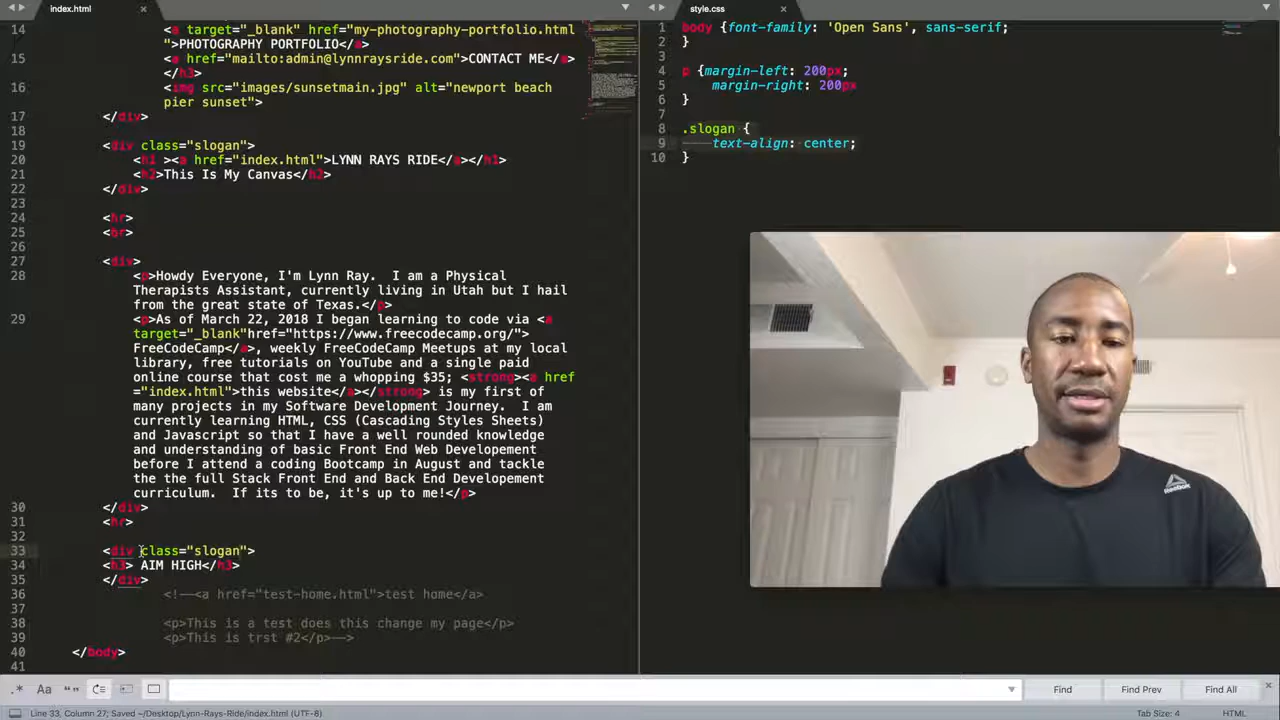 index.html
style.css
14 <a target="_blank" href="my-photography-portfolio.html
">PHOTOGRAPHY PORTFOLIO</a>
15 <a href="mailto:admin@lynnraysride.com">CONTACT ME</a>
</h3>
16 <img src="images/sunsetmain.jpg" alt="newport beach
pier sunset">
17 </div>
18
19 <div class="slogan">
20 <h1 ><a href="index.html">LYNN RAYS RIDE</a></h1>
21 <h2>This Is My Canvas</h2>
22 </div>
23
24 <hr>
25 <br>
26
27 <div>
28 <p>Howdy Everyone, I'm Lynn Ray. I am a Physical
Therapists Assistant, currently living in Utah but I hail
from the great state of Texas.</p>
29 <p>As of March 22, 2018 I began learning to code via <a
target="_blank"href="https://www.freecodecamp.org/">
FreeCodeCamp</a>, weekly FreeCodeCamp Meetups at my local
library, free tutorials on YouTube and a single paid
online course that cost me a whopping $35; <strong><a href
="index.html">this website</a></strong> is my first of
many projects in my Software Development Journey. I am
currently learning HTML, CSS (Cascading Styles Sheets)
and Javascript so that I have a well rounded knowledge
and understanding of basic Front End Web Developement
before I attend a coding Bootcamp in August and tackle
the the full Stack Front End and Back End Developement
curriculum. If its to be, it's up to me!</p>
30 </div>
31 <hr>
32
33 <div class="slogan">
34 <h3> AIM HIGH</h3>
35 </div>
36 <!--<a href="test-home.html">test home</a>
37
38 <p>This is a test does this change my page</p>
39 <p>This is trst #2</p>-->
40 </body>
41
1 body {font-family: 'Open Sans', sans-serif;
2 }
3
4 p {margin-left: 200px;
5 margin-right: 200px
6 }
7
8 .slogan {
9 text-align: center;
10 }
Reebok
.* Aa “”
Find
Find Prev
Find All
Line 33, Column 27; Saved ~/Desktop/Lynn-Rays-Ride/index.html (UTF-8)
Tab Size: 4
HTML